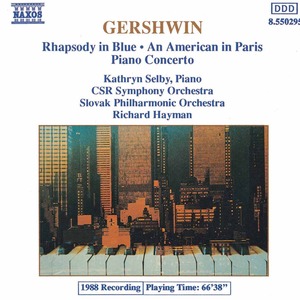 NAXOS
DDD
8.550295
GERSHWIN
Rhapsody in Blue • An American in Paris
Piano Concerto
Kathryn Selby, Piano
CSR Symphony Orchestra
Slovak Philharmonic Orchestra
Richard Hayman
1988 Recording
Playing Time: 66'38"